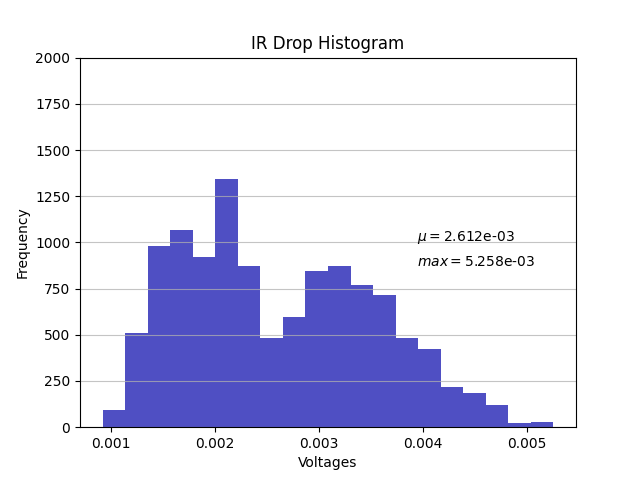 IR Drop Histogram
2000
1750
1500
1250
1000
750
500
250
0
Frequency
μ = 2.612e-03
max = 5.258e-03
0.001 0.002 0.003 0.004 0.005
Voltages